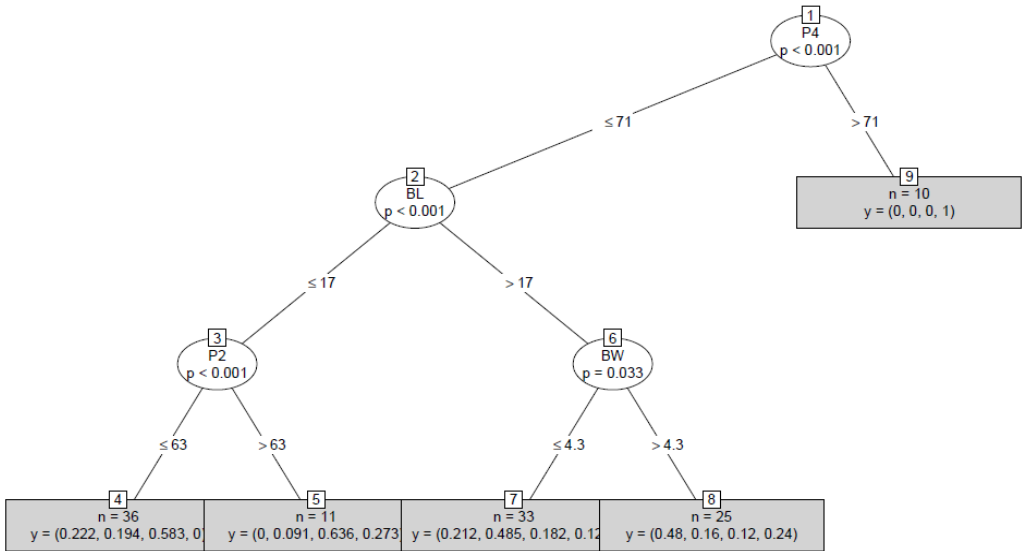 1
P4
p < 0.001
≤ 71
> 71
2
BL
p < 0.001
9
n = 10
y = (0, 0, 0, 1)
≤ 17
> 17
3
P2
p < 0.001
6
BW
p = 0.033
≤ 63
> 63
≤ 4.3
> 4.3
4
n = 36
y = (0.222, 0.194, 0.583, 0)
5
n = 11
y = (0, 0.091, 0.636, 0.273)
7
n = 33
y = (0.212, 0.485, 0.182, 0.12
8
n = 25
y = (0.48, 0.16, 0.12, 0.24)